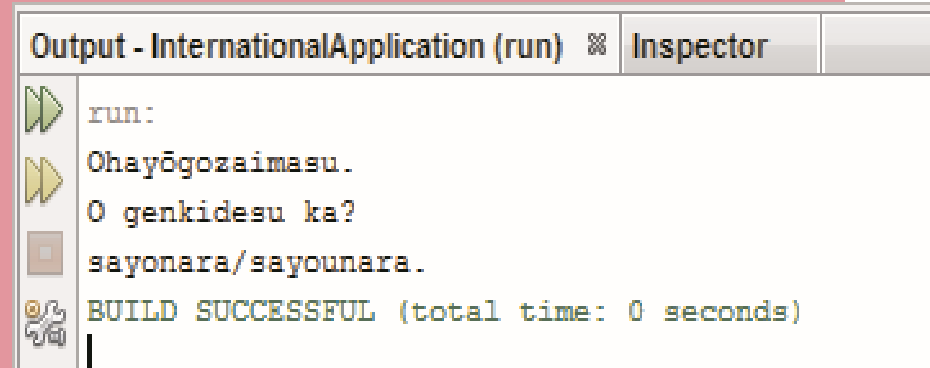 Output - InternationalApplication (run) Inspector
run:
Ohayōgozaimasu.
O genkidesu ka?
sayonara/sayounara.
BUILD SUCCESSFUL (total time: 0 seconds)